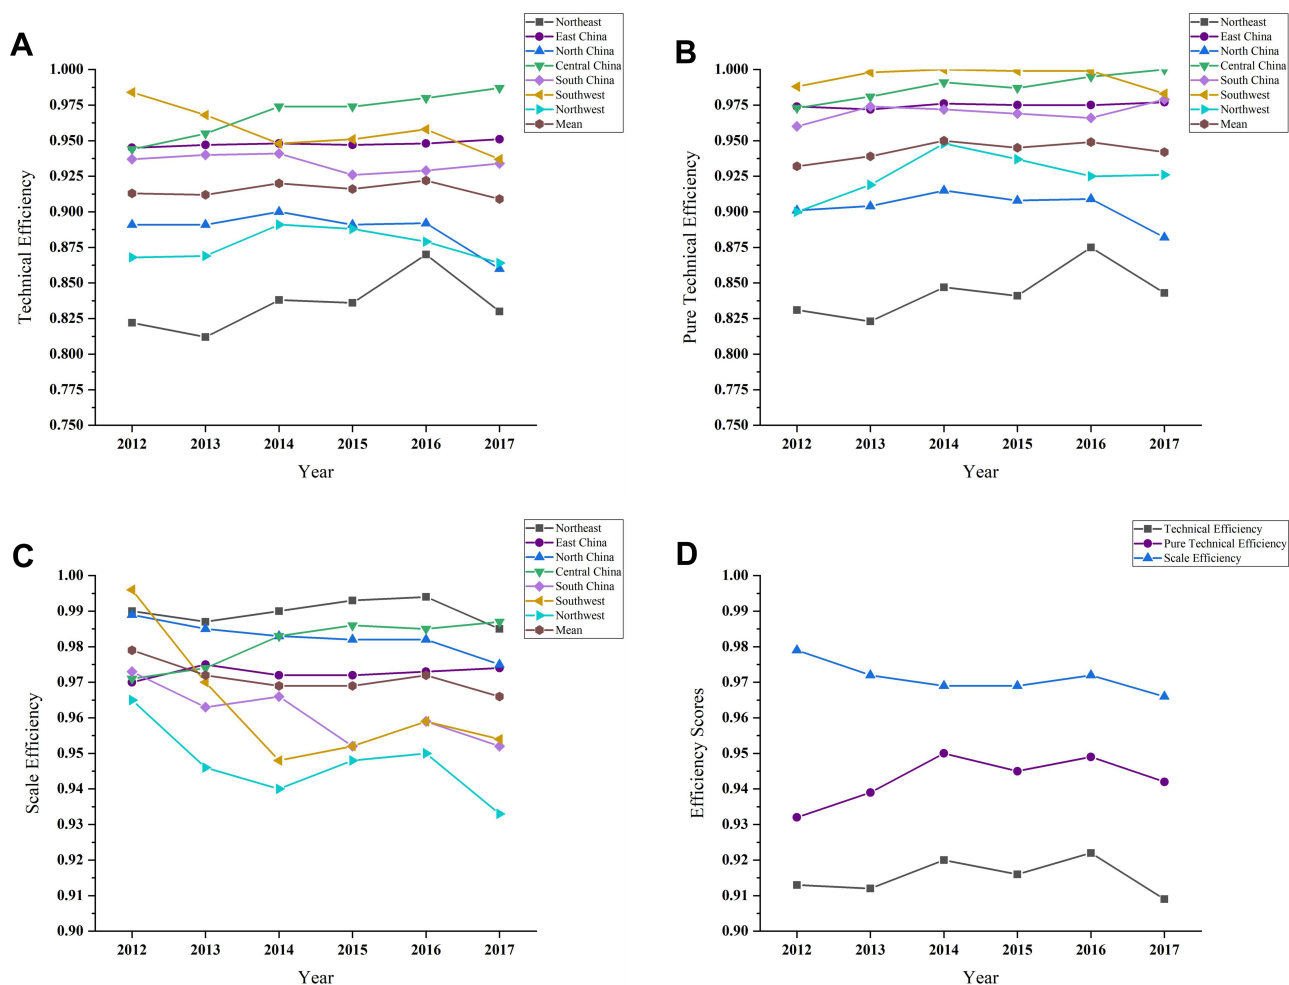 A
Northeast
East China
North China
Central China
South China
Southwest
Northwest
Mean
1.000
0.975
0.950
0.925
0.900
0.875
0.850
0.825
0.800
0.775
0.750
Technical Efficiency
2012 2013 2014 2015 2016 2017
Year
B
Northeast
East China
North China
Central China
South China
Southwest
Northwest
Mean
1.000
0.975
0.950
0.925
0.900
0.875
0.850
0.825
0.800
0.775
0.750
Pure Technical Efficiency
2012 2013 2014 2015 2016 2017
Year
C
Northeast
East China
North China
Central China
South China
Southwest
Northwest
Mean
1.00
0.99
0.98
0.97
0.96
0.95
0.94
0.93
0.92
0.91
0.90
Scale Efficiency
2012 2013 2014 2015 2016 2017
Year
D
Technical Efficiency
Pure Technical Efficiency
Scale Efficiency
1.00
0.99
0.98
0.97
0.96
0.95
0.94
0.93
0.92
0.91
0.90
Efficiency Scores
2012 2013 2014 2015 2016 2017
Year